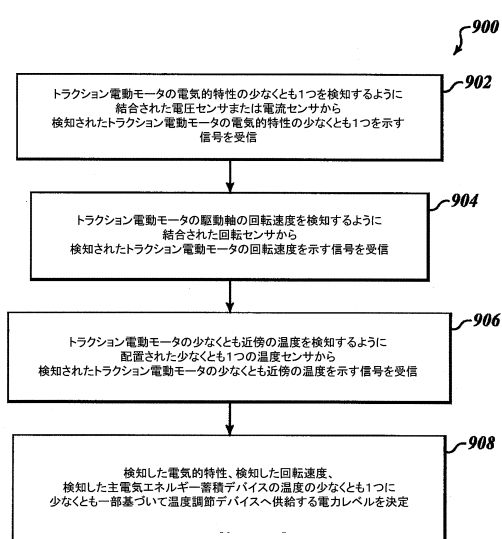 900
902
トラクション電動モータの電気的特性の少なくとも1つを検知するように
結合された電圧センサまたは電流センサから
検知されたトラクション電動モータの電気的特性の少なくとも1つを示す
信号を受信
904
トラクション電動モータの駆動軸の回転速度を検知するように
結合された回転センサから
検知されたトラクション電動モータの回転速度を示す信号を受信
906
トラクション電動モータの少なくとも近傍の温度を検知するように
配置された少なくとも1つの温度センサから
検知されたトラクション電動モータの少なくとも近傍の温度を示す信号を受信
908
検知した電気的特性、検知した回転速度、
検知した主電気エネルギー蓄積デバイスの温度の少なくとも1つに
少なくとも一部基づいて温度調節デバイスへ供給する電力レベルを決定